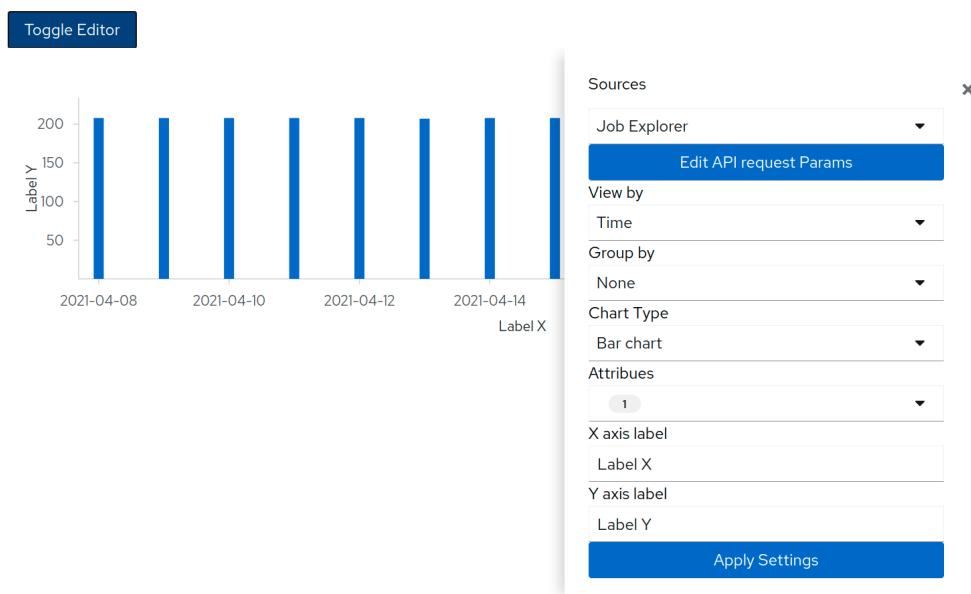 Toggle Editor
200
150
100
50
Label Y
2021-04-08
2021-04-10
2021-04-12
2021-04-14
Label X
Sources
Job Explorer
Edit API request Params
View by
Time
Group by
None
Chart Type
Bar chart
Attribues
1
X axis label
Label X
Y axis label
Label Y
Apply Settings